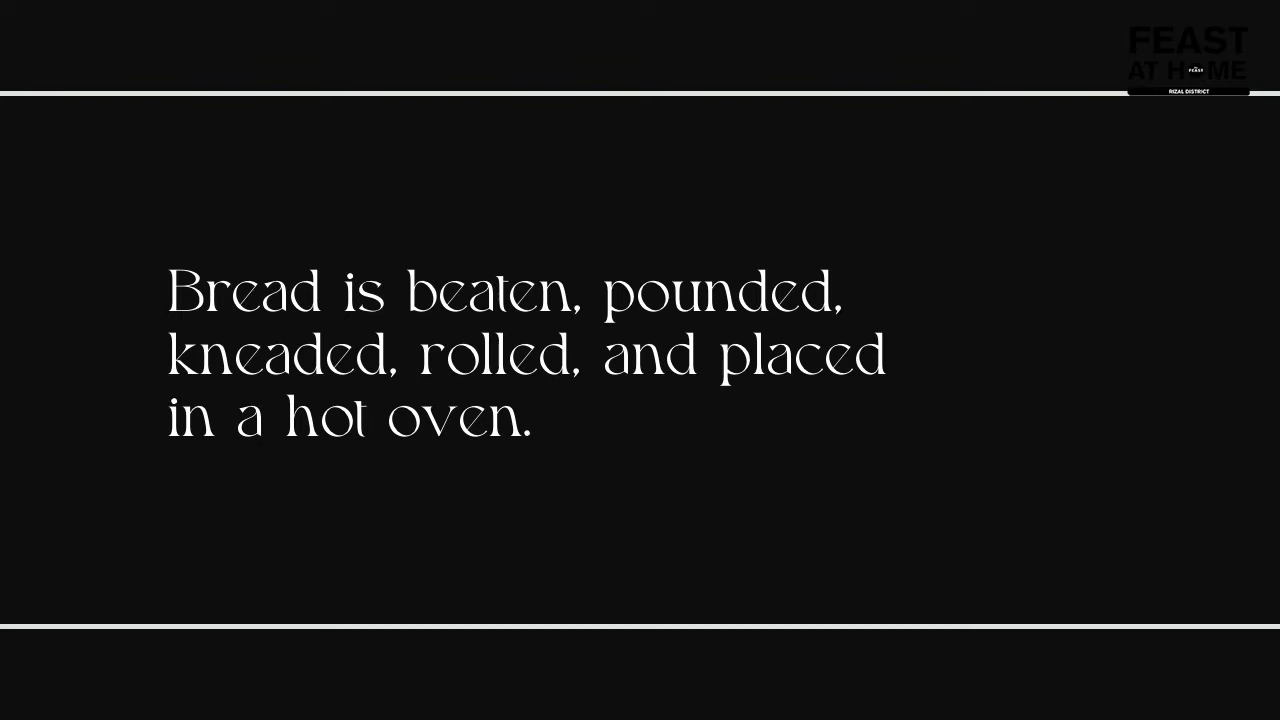 FEAST
AT HOME
FEAST
RIZAL DISTRICT
Bread is beaten, pounded,
kneaded, rolled, and placed
in a hot oven.